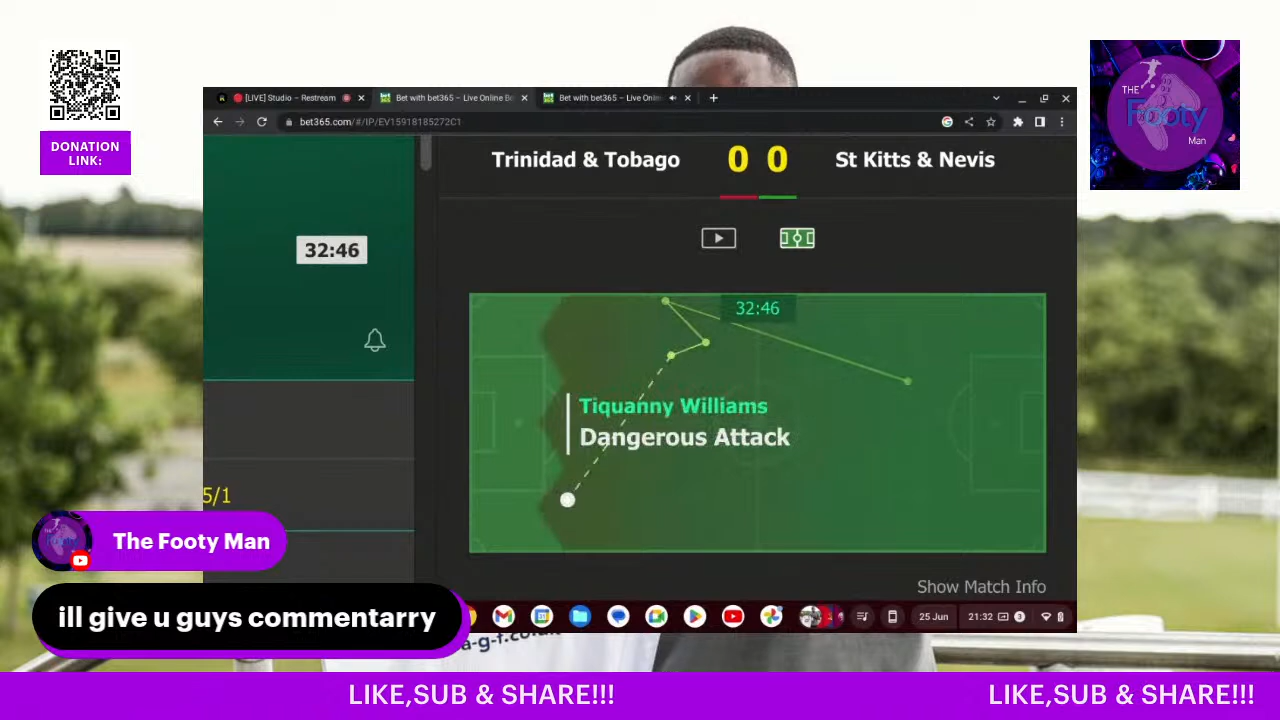 DONATION
LINK:
[LIVE] Studio – Restream
Bet with bet365 – Live Online Be
Bet with bet365 – Live Onlin
bet365.com/#/IP/EV15918185272C1
THE
Footy
Man
Trinidad & Tobago
0 0
St Kitts & Nevis
32:46
32:46
Tiquanny Williams
Dangerous Attack
5/1
The Footy Man
Show Match Info
ill give u guys commentarry
25 Jun
21:32
3
LIKE,SUB & SHARE!!!
LIKE,SUB & SHARE!!!